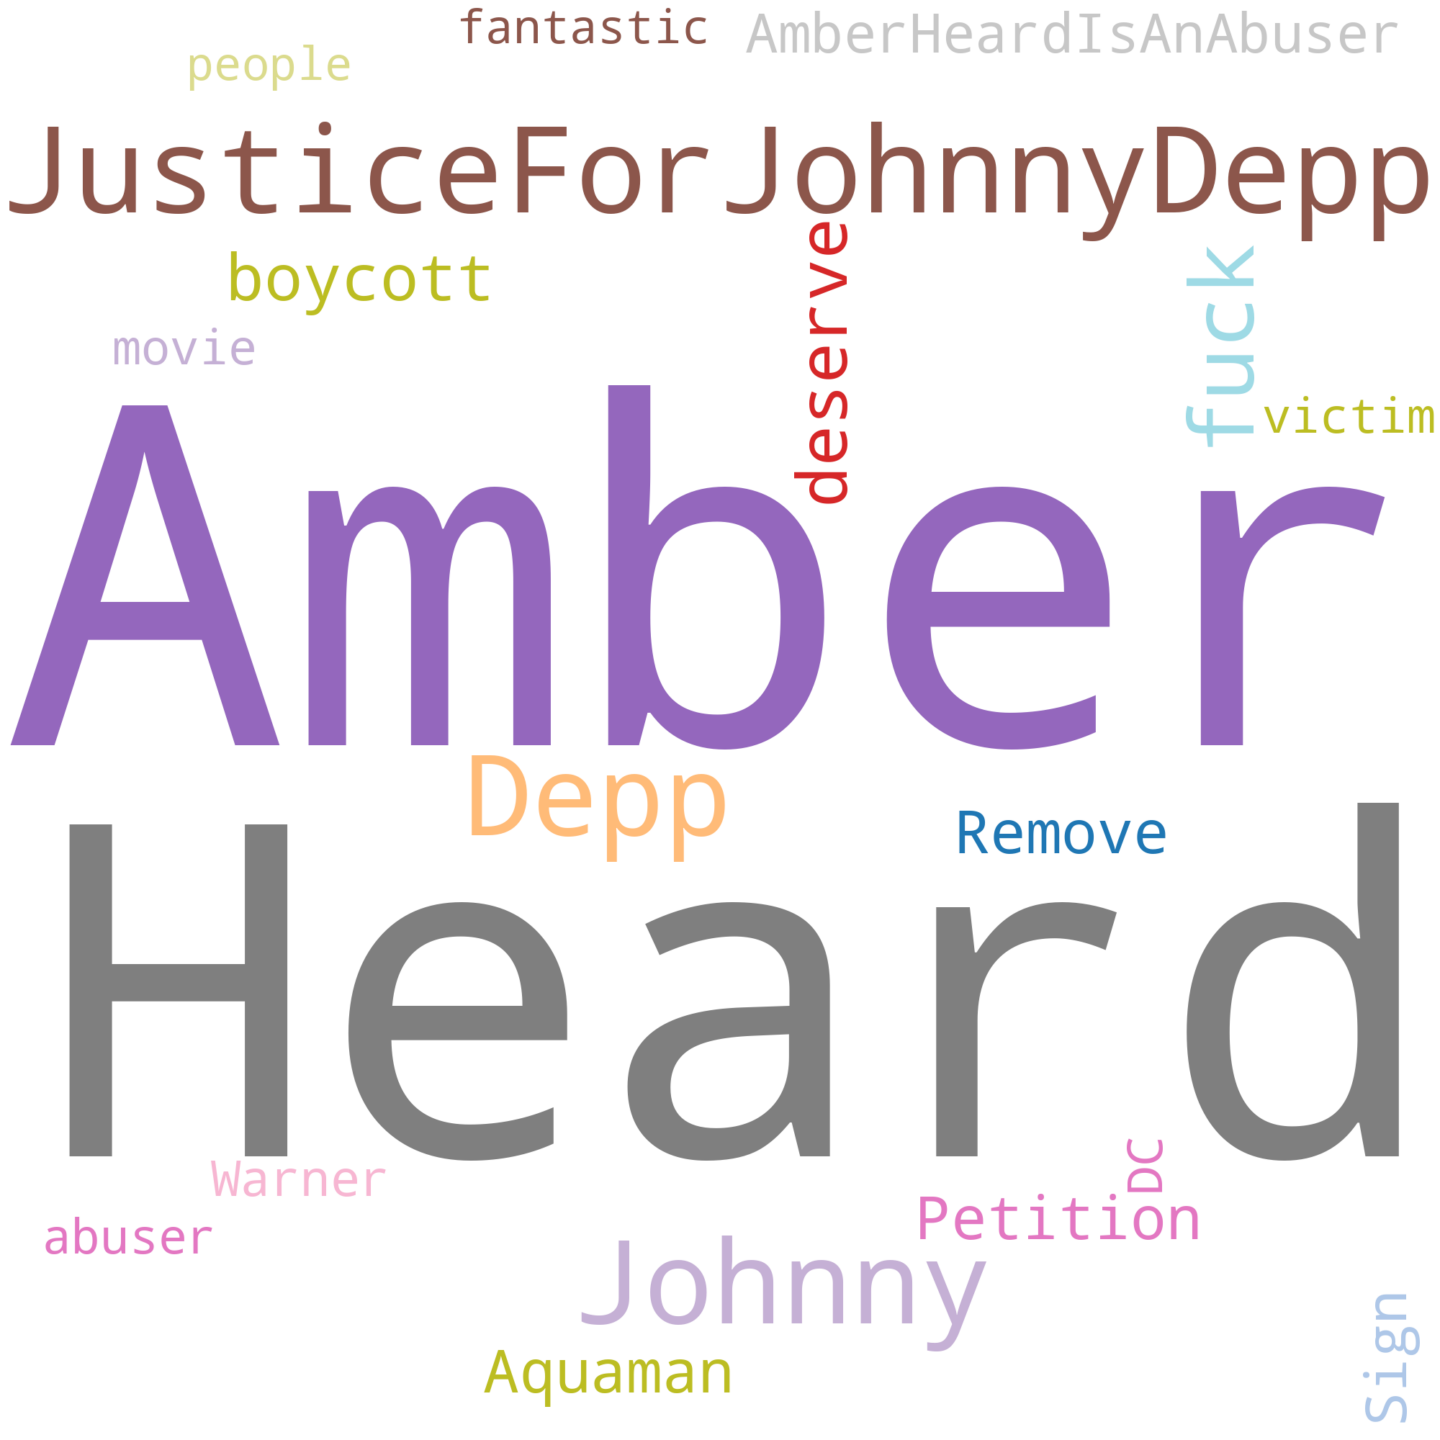 fantastic
AmberHeardIsAnAbuser
people
JusticeForJohnnyDepp
boycott
deserve
fuck
movie
victim
Amber
Depp
Remove
Heard
Warner
DC
abuser
Petition
Johnny
Aquaman
Sign